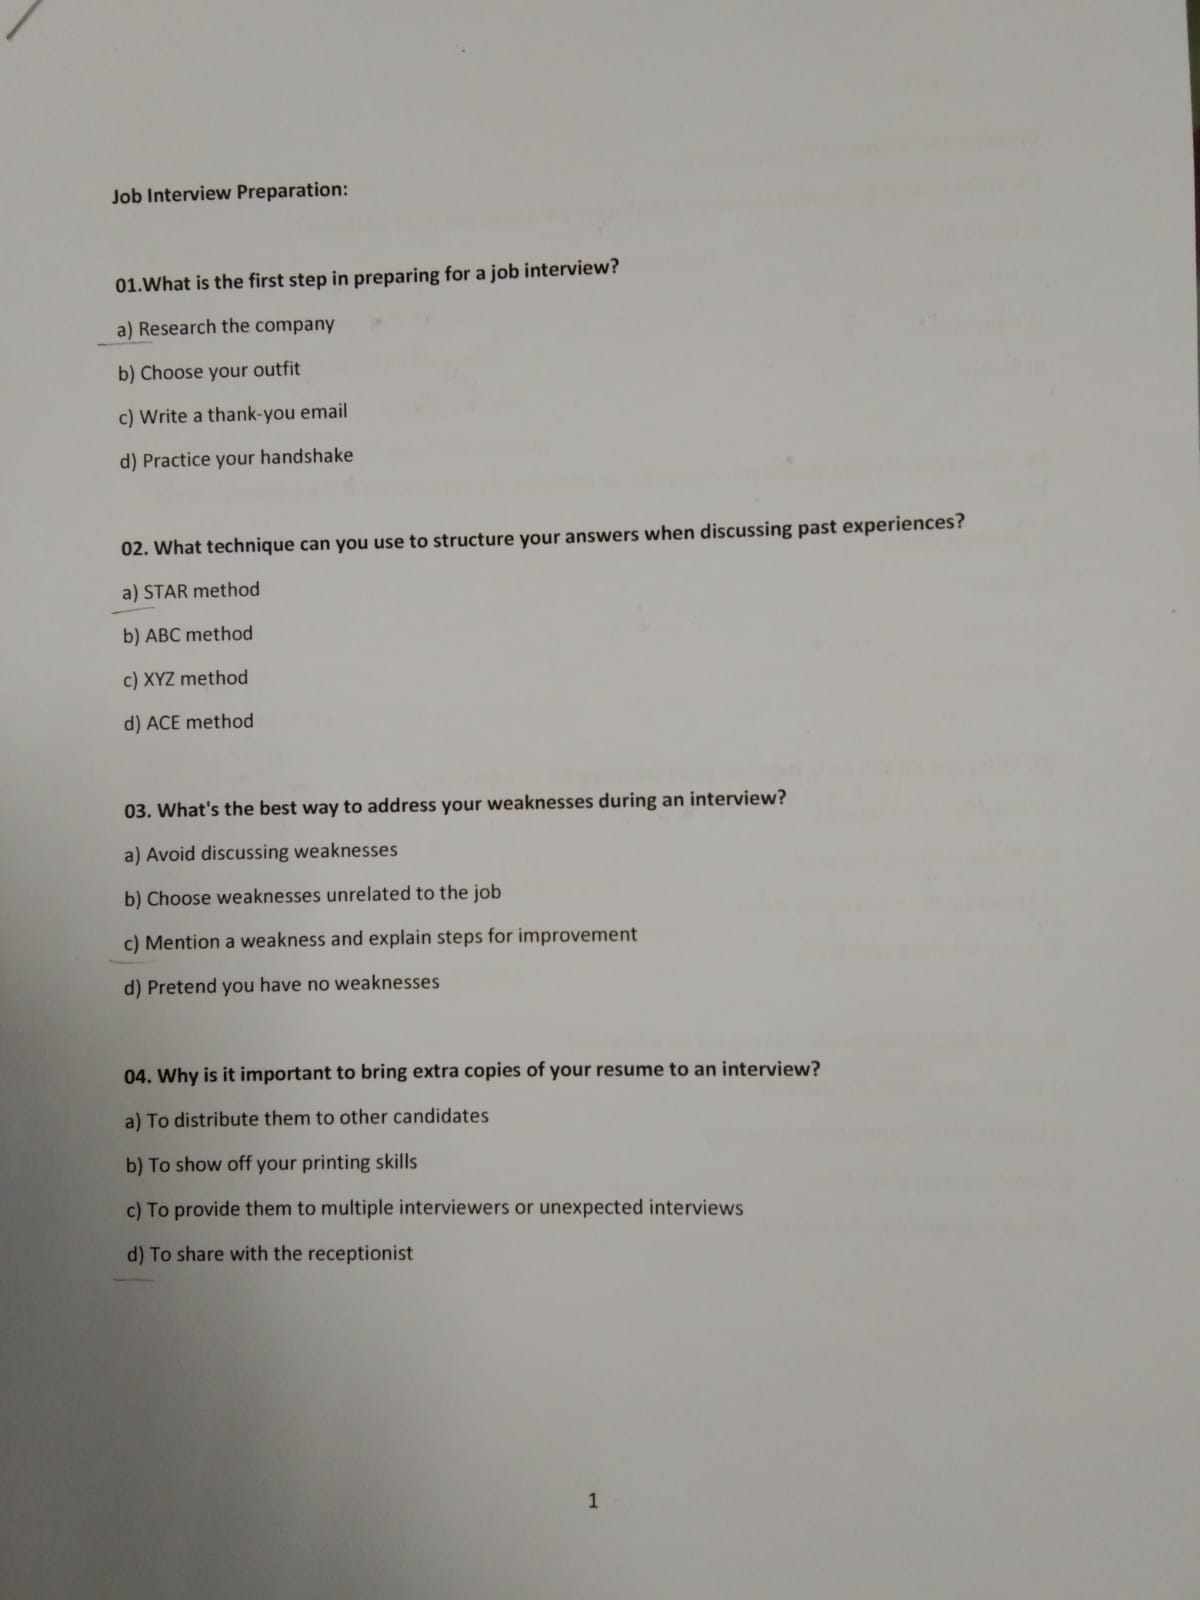 Job Interview Preparation:
01.What is the first step in preparing for a job interview?
a) Research the company
b) Choose your outfit
c) Write a thank-you email
d) Practice your handshake
02. What technique can you use to structure your answers when discussing past experiences?
a) STAR method
b) ABC method
c) XYZ method
d) ACE method
03. What's the best way to address your weaknesses during an interview?
a) Avoid discussing weaknesses
b) Choose weaknesses unrelated to the job
c) Mention a weakness and explain steps for improvement
d) Pretend you have no weaknesses
04. Why is it important to bring extra copies of your resume to an interview?
a) To distribute them to other candidates
b) To show off your printing skills
c) To provide them to multiple interviewers or unexpected interviews
d) To share with the receptionist
1